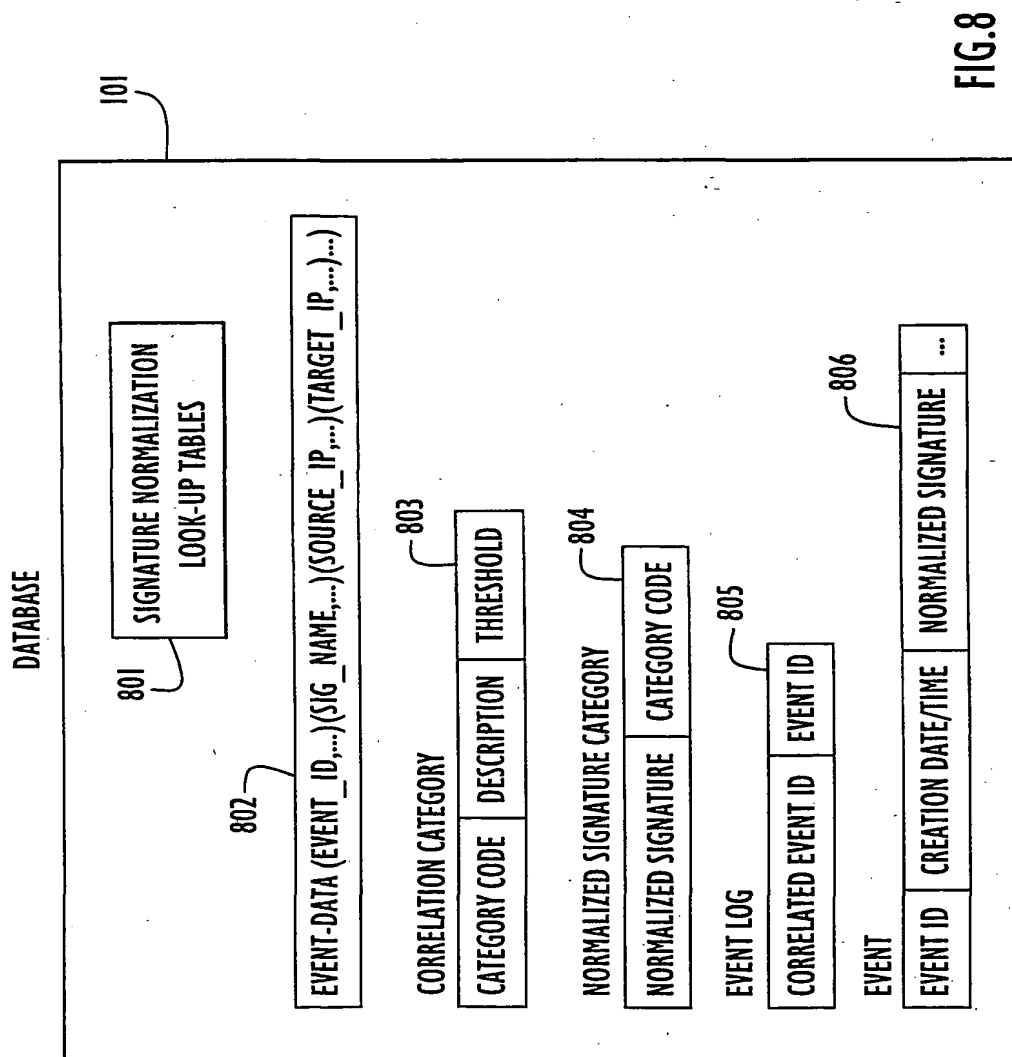 DATABASE
101
SIGNATURE NORMALIZATION
LOOK-UP TABLES
801
802
EVENT-DATA (EVENT_ID,...)(SIG_NAME,...)(SOURCE_IP,...)(TARGET_IP,...)...)
CORRELATION CATEGORY
803
CATEGORY CODE DESCRIPTION THRESHOLD
NORMALIZED SIGNATURE CATEGORY
804
NORMALIZED SIGNATURE CATEGORY CODE
EVENT LOG
805
CORRELATED EVENT ID EVENT ID
EVENT
806
EVENT ID CREATION DATE/TIME NORMALIZED SIGNATURE ...
FIG.8